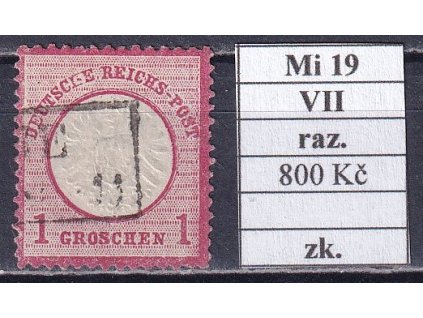 DEUTSCHE REICHS-POST
1 GROSCHEN 1
Mi 19
VII
raz.
800 Kč
zk.